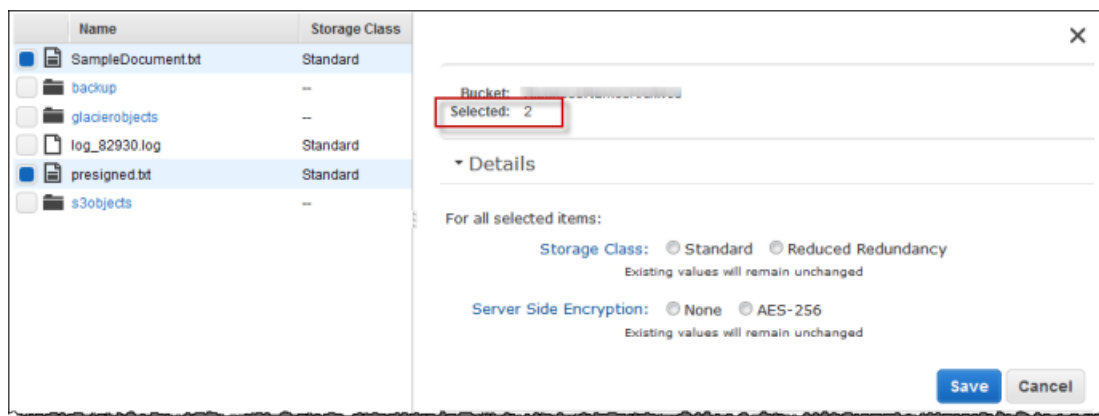 Name Storage Class
SampleDocument.txt Standard
backup --
glacierobjects --
log_82930.log Standard
presigned.txt Standard
s3objects --
Bucket:
Selected: 2
Details
For all selected items:
Storage Class: Standard Reduced Redundancy
Existing values will remain unchanged
Server Side Encryption: None AES-256
Existing values will remain unchanged
Save Cancel